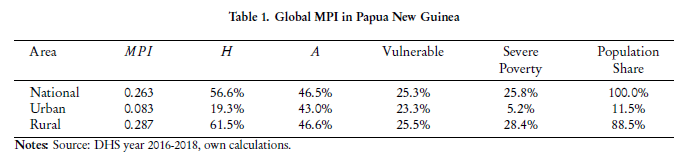 Table 1. Global MPI in Papua New Guinea
Area MPI H A Vulnerable Severe Poverty Population Share
National 0.263 56.6% 46.5% 25.3% 25.8% 100.0%
Urban 0.083 19.3% 43.0% 23.3% 5.2% 11.5%
Rural 0.287 61.5% 46.6% 25.5% 28.4% 88.5%
Notes: Source: DHS year 2016-2018, own calculations.